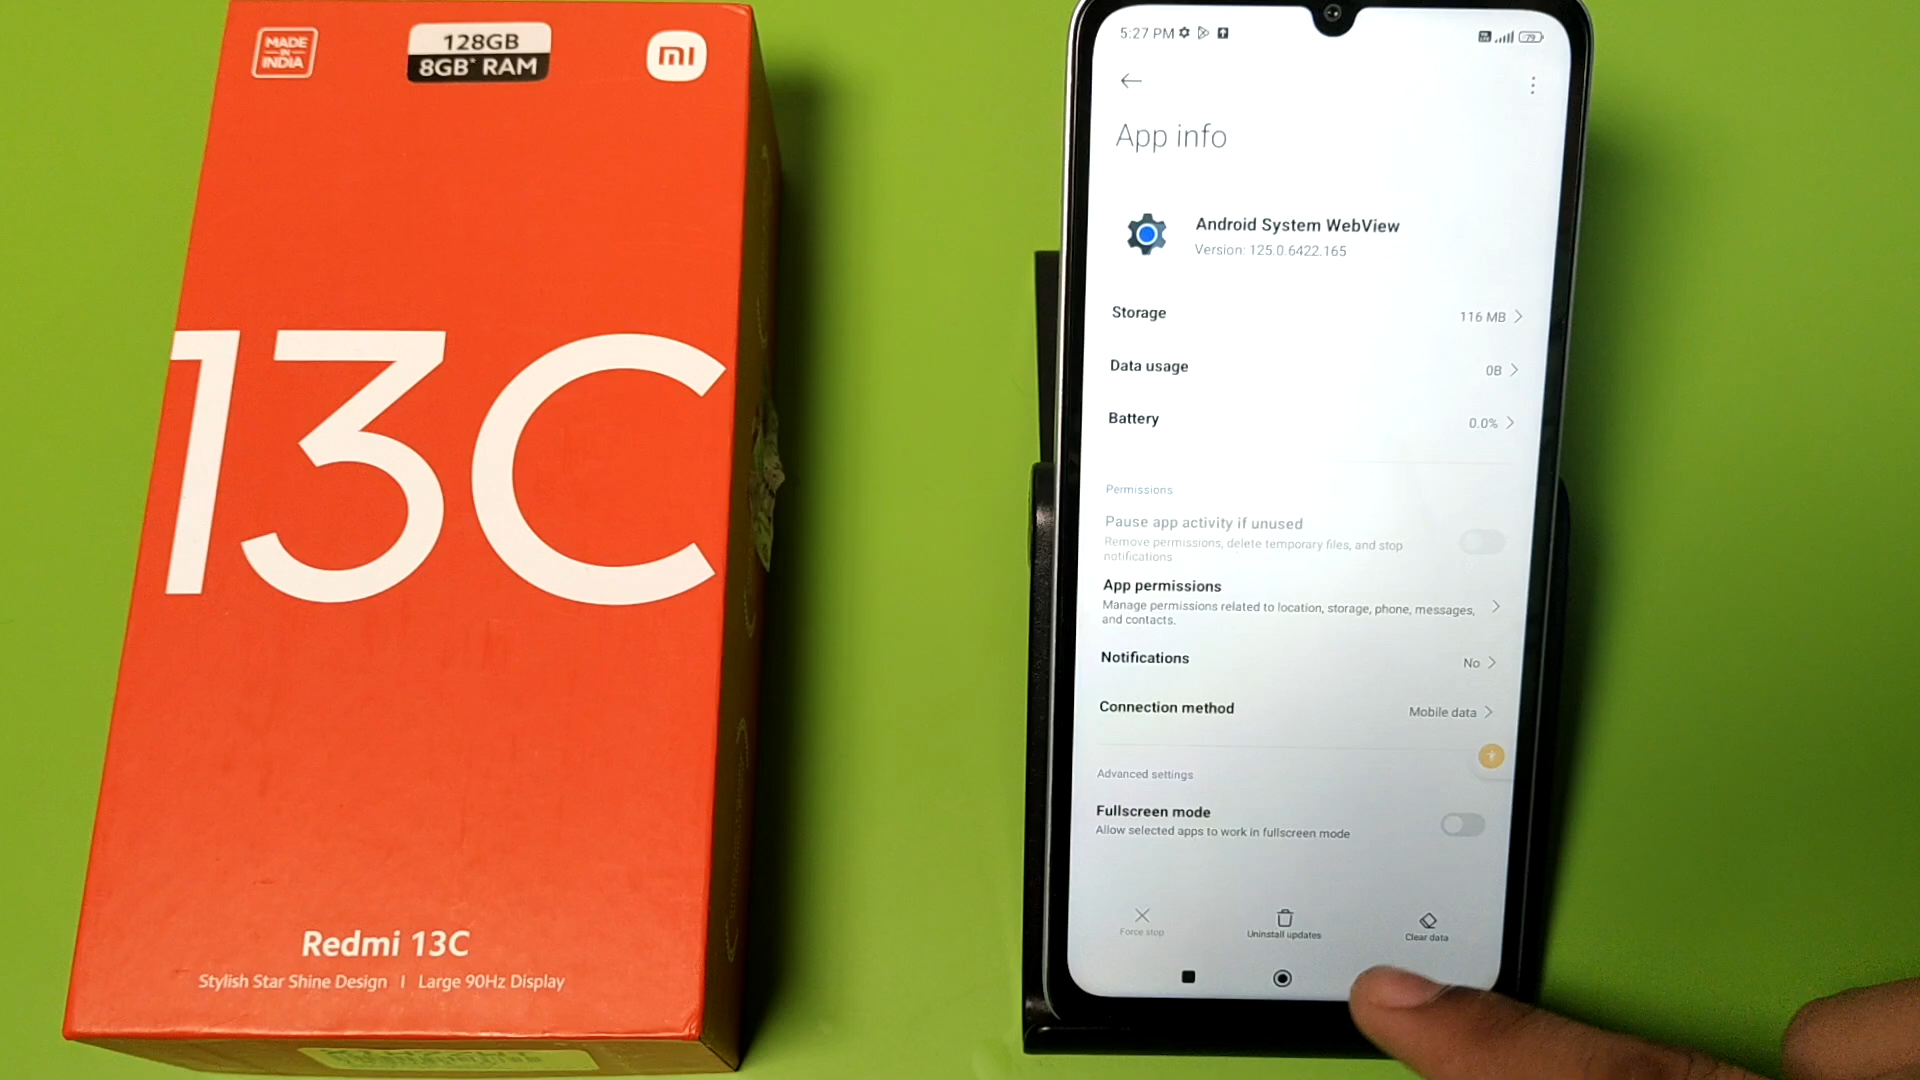 MADE
IN
INDIA
128GB
8GB* RAM
mi
13C
Redmi 13C
Stylish Star Shine Design | Large 90Hz Display
5:27 PM
79
App info
Android System WebView
Version: 125.0.6422.165
Storage
116 MB
Data usage
0B
Battery
0.0%
Permissions
Pause app activity if unused
Remove permissions, delete temporary files, and stop
notifications
App permissions
Manage permissions related to location, storage, phone, messages,
and contacts.
Notifications
No
Connection method
Mobile data
Advanced settings
Fullscreen mode
Allow selected apps to work in fullscreen mode
Force stop
Uninstall updates
Clear data